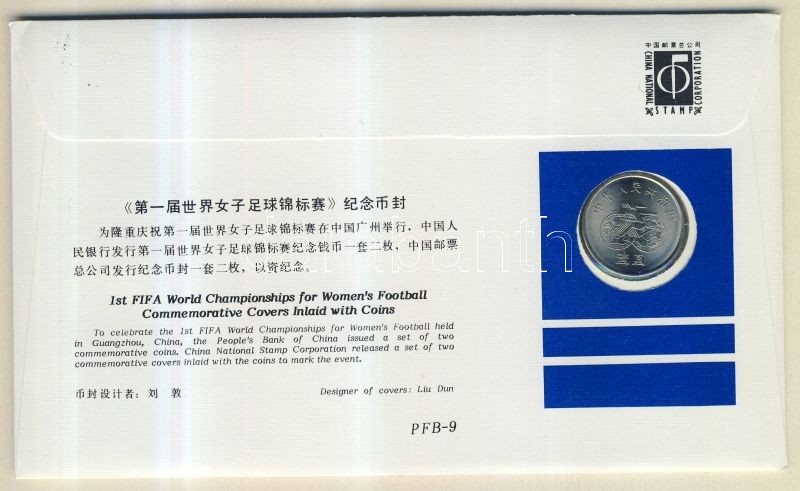 中国邮票总公司
CHINA NATIONAL
STAMP
CORPORATION
《第一届世界女子足球锦标赛》纪念币封
为隆重庆祝第一届世界女子足球锦标赛在中国广州举行，中国人
民银行发行第一届世界女子足球锦标赛纪念钱币一套二枚，中国邮票
总公司发行纪念币封一套二枚，以资纪念。
1st FIFA World Championships for Women's Football
Commemorative Covers Inlaid with Coins
To celebrate the 1st FIFA World Championships for Women's Football held
in Guangzhou, China, the People's Bank of China issued a set of two
commemorative coins. China National Stamp Corporation released a set of two
commemorative covers inlaid with the coins to mark the event.
币封设计者：刘 敦
Designer of covers: Liu Dun
PFB-9
中华人民共和国